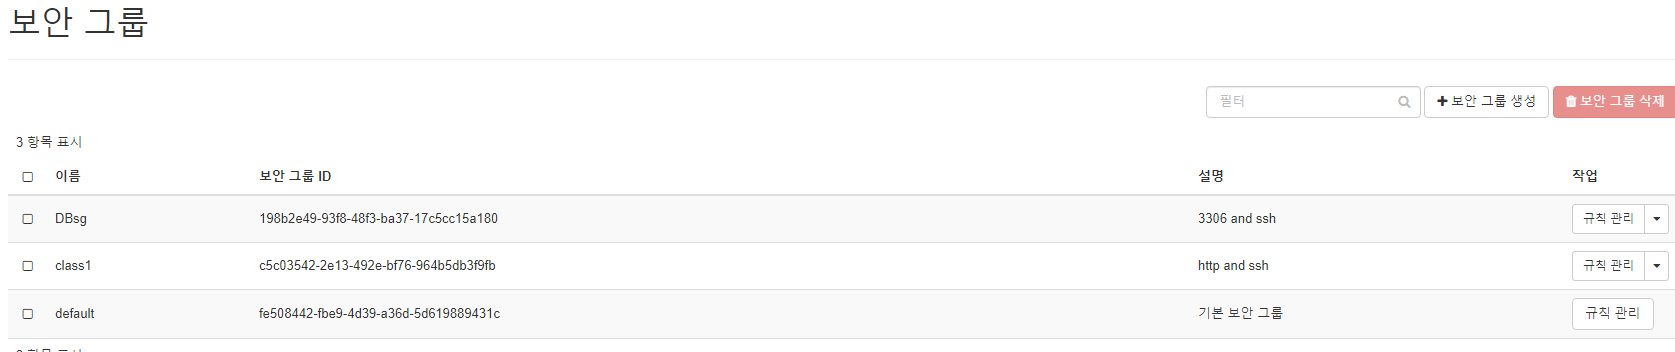 보안 그룹
필터
보안 그룹 생성
보안 그룹 삭제
3 항목 표시
이름 보안 그룹 ID 설명 작업
DBsg 198b2e49-93f8-48f3-ba37-17c5cc15a180 3306 and ssh 규칙 관리
class1 c5c03542-2e13-492e-bf76-964b5db3f9fb http and ssh 규칙 관리
default fe508442-fbe9-4d39-a36d-5d619889431c 기본 보안 그룹 규칙 관리